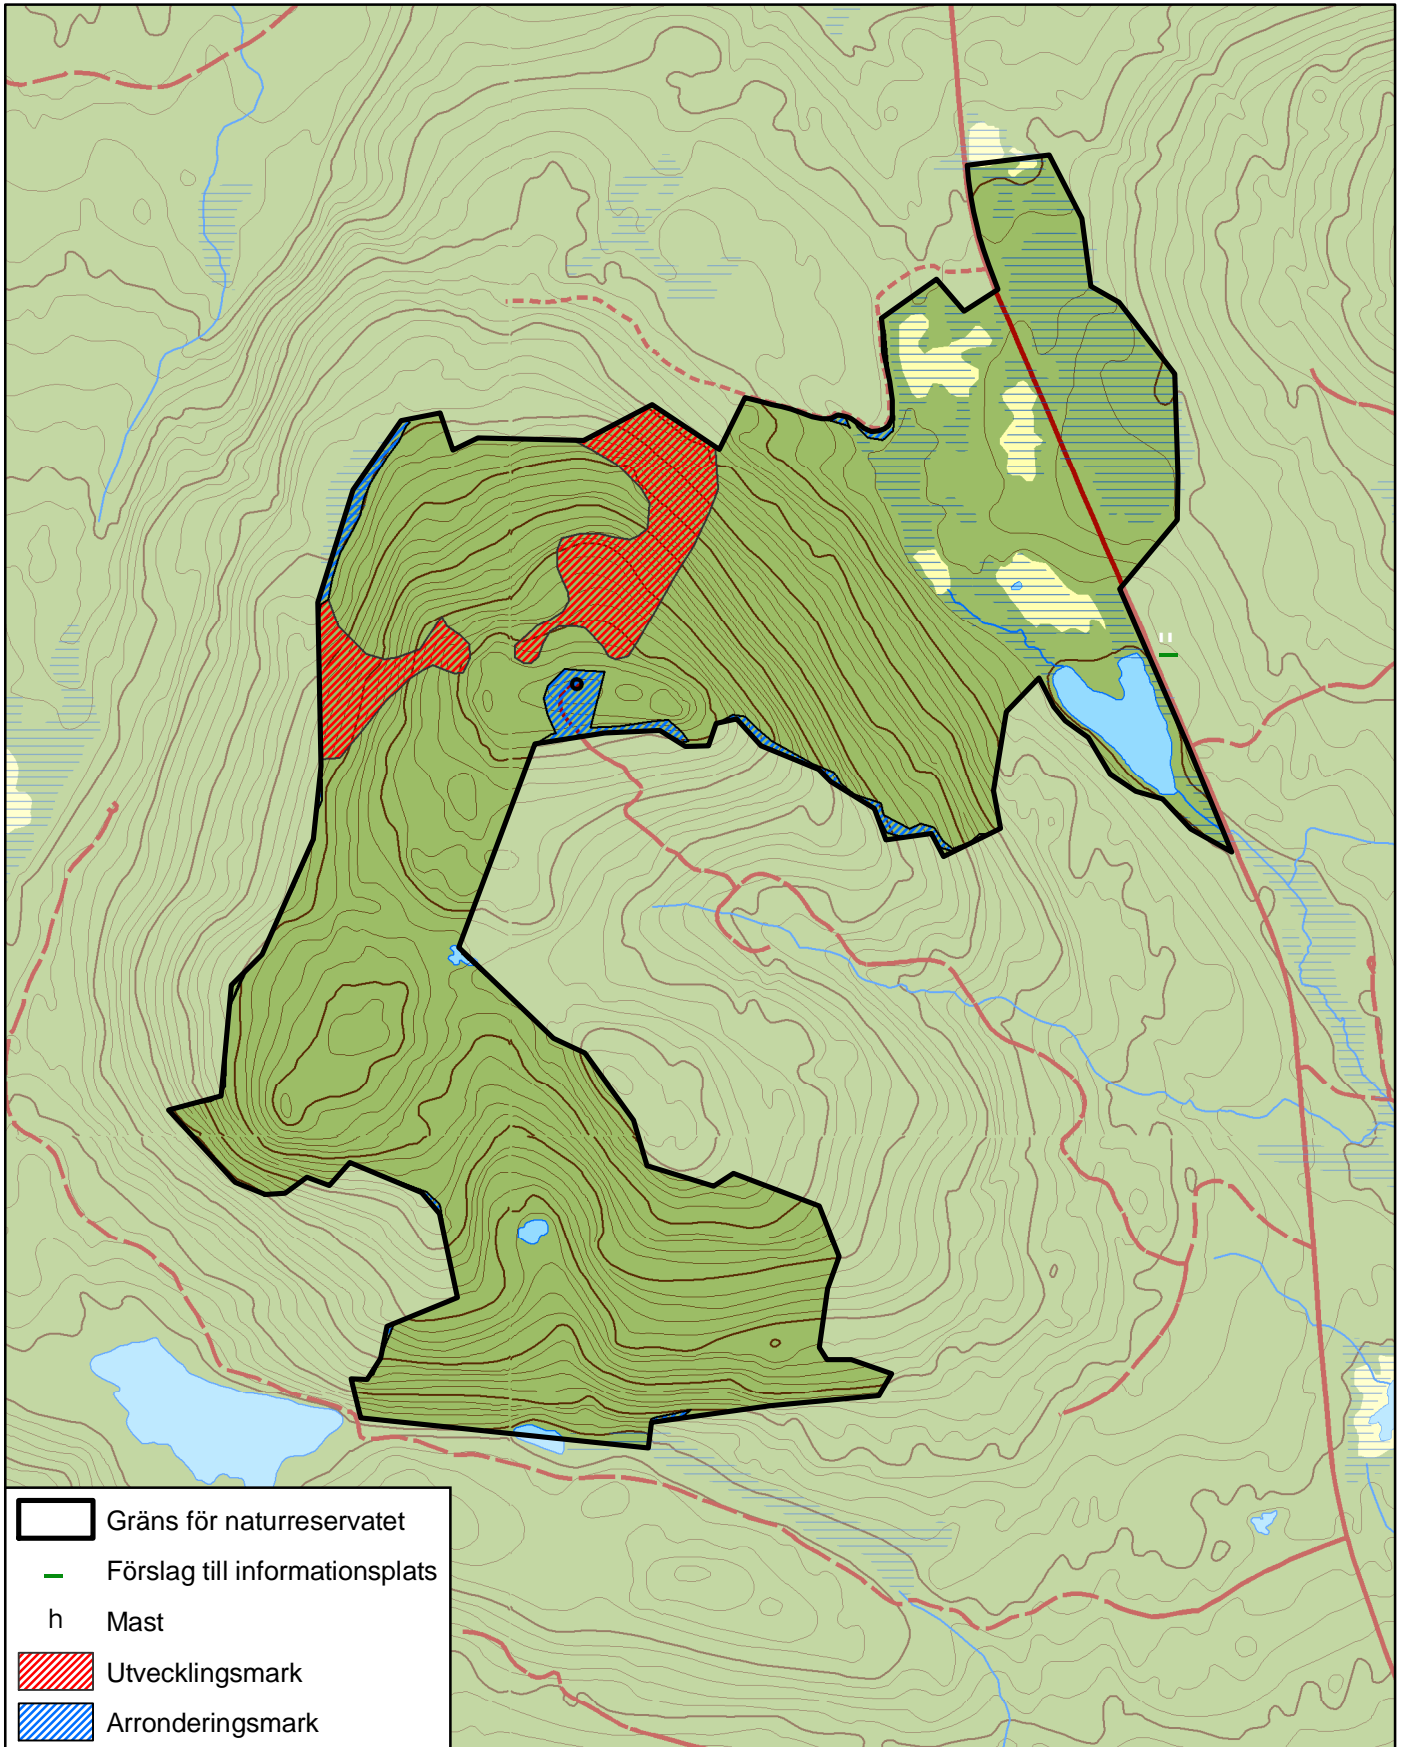 Gräns för naturreservatet
Förslag till informationsplats
h Mast
Utvecklingsmark
Arronderingsmark